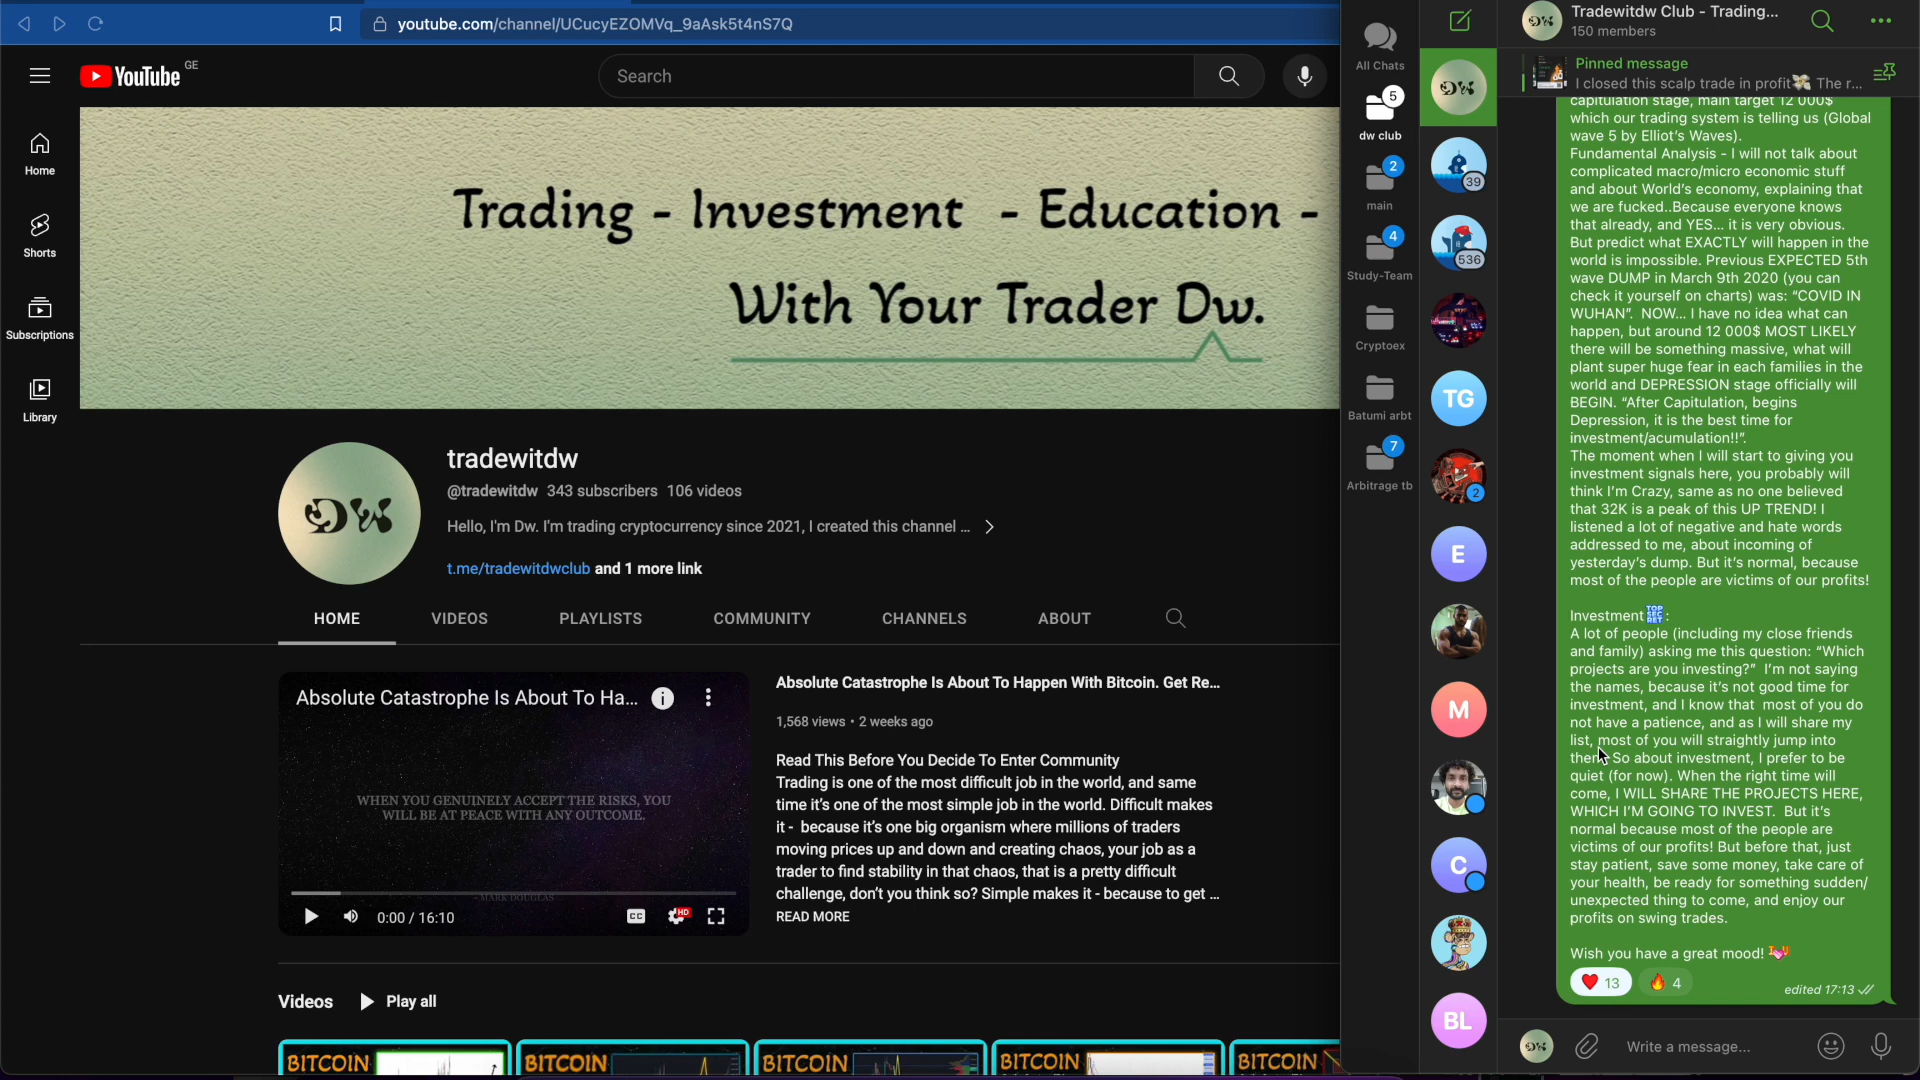 youtube.com/channel/UCucyEZOMVq_9aAsk5t4nS7Q
YouTube
GE
Search
Home
Shorts
Subscriptions
Library
Trading - Investment - Education -
With Your Trader Dw.
DW
tradewitdw
@tradewitdw 343 subscribers 106 videos
Hello, I'm Dw. I'm trading cryptocurrency since 2021, I created this channel ...
t.me/tradewitdwclub and 1 more link
HOME
VIDEOS
PLAYLISTS
COMMUNITY
CHANNELS
ABOUT
Absolute Catastrophe Is About To Ha...
WHEN YOU GENUINELY ACCEPT THE RISKS, YOU
WILL BE AT PEACE WITH ANY OUTCOME.
- MARK DOUGLAS
0:00 / 16:10
CC
HD
Absolute Catastrophe Is About To Happen With Bitcoin. Get Re...
1,568 views • 2 weeks ago
Read This Before You Decide To Enter Community
Trading is one of the most difficult job in the world, and same
time it's one of the most simple job in the world. Difficult makes
it - because it's one big organism where millions of traders
moving prices up and down and creating chaos, your job as a
trader to find stability in that chaos, that is a pretty difficult
challenge, don't you think so? Simple makes it - because to get ...
READ MORE
Videos
Play all
BITCOIN
BITCOIN
BITCOIN
BITCOIN
BITCOIN
All Chats
5
dw club
2
main
4
Study-Team
Cryptoex
Batumi arbt
7
Arbitrage tb
DW
39
536
TG
2
E
M
C
BL
DW
Tradewitdw Club - Trading...
150 members
Pinned message
I closed this scalp trade in profit💸 The r...
capitulation stage, main target 12 000$
which our trading system is telling us (Global
wave 5 by Elliot's Waves).
Fundamental Analysis - I will not talk about
complicated macro/micro economic stuff
and about World's economy, explaining that
we are fucked..Because everyone knows
that already, and YES... it is very obvious.
But predict what EXACTLY will happen in the
world is impossible. Previous EXPECTED 5th
wave DUMP in March 9th 2020 (you can
check it yourself on charts) was: "COVID IN
WUHAN". NOW... I have no idea what can
happen, but around 12 000$ MOST LIKELY
there will be something massive, what will
plant super huge fear in each families in the
world and DEPRESSION stage officially will
BEGIN. "After Capitulation, begins
Depression, it is the best time for
investment/acumulation!!".
The moment when I will start to giving you
investment signals here, you probably will
think I'm Crazy, same as no one believed
that 32K is a peak of this UP TREND! I
listened a lot of negative and hate words
addressed to me, about incoming of
yesterday's dump. But it's normal, because
most of the people are victims of our profits!
Investment TOP SECRET :
A lot of people (including my close friends
and family) asking me this question: "Which
projects are you investing?" I'm not saying
the names, because it's not good time for
investment, and I know that most of you do
not have a patience, and as I will share my
list, most of you will straightly jump into
them. So about investment, I prefer to be
quiet (for now). When the right time will
come, I WILL SHARE THE PROJECTS HERE,
WHICH I'M GOING TO INVEST. But it's
normal because most of the people are
victims of our profits! But before that, just
stay patient, save some money, take care of
your health, be ready for something sudden/
unexpected thing to come, and enjoy our
profits on swing trades.
Wish you have a great mood!
❤️ 13 🔥 4
edited 17:13
DW
Write a message...